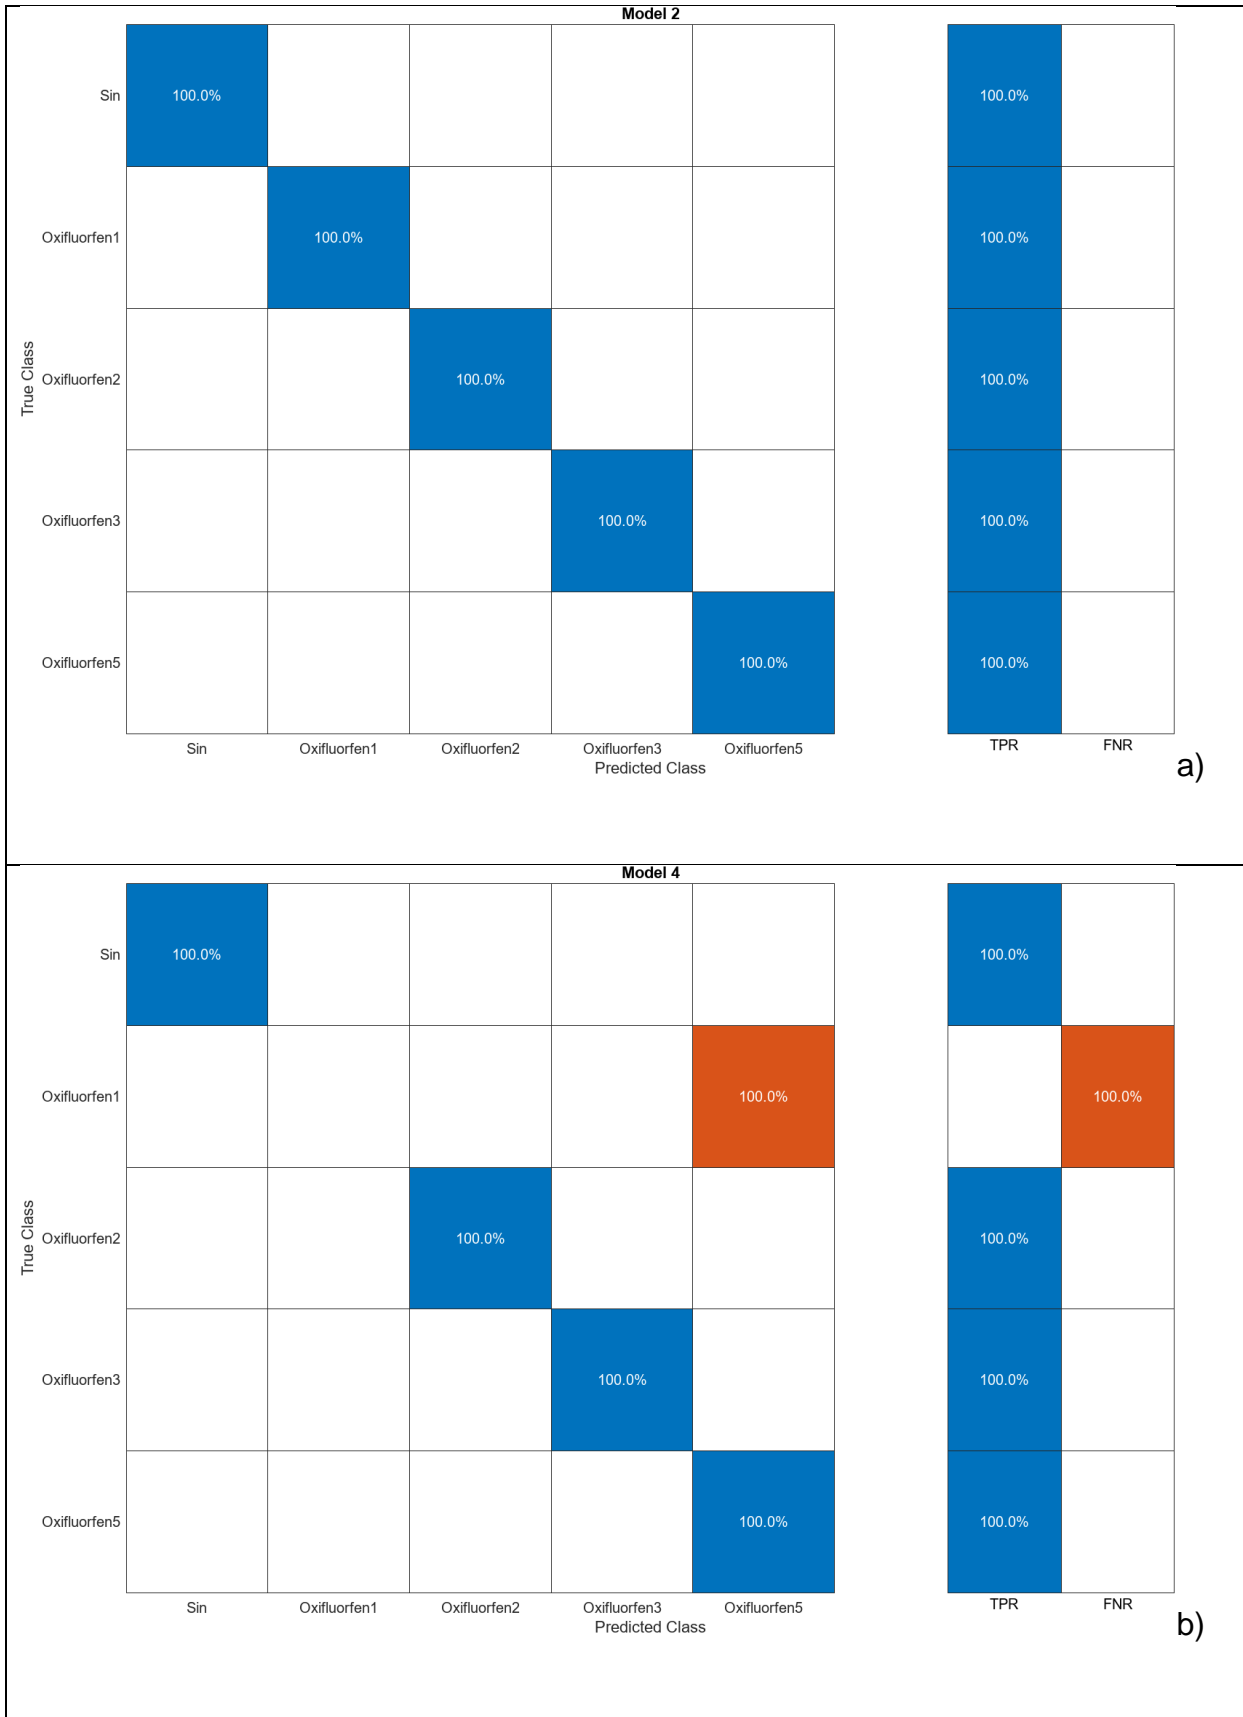 Model 2
True Class
Sin 100.0% 100.0%
Oxifluorfen1 100.0% 100.0%
Oxifluorfen2 100.0% 100.0%
Oxifluorfen3 100.0% 100.0%
Oxifluorfen5 100.0% 100.0%
Sin Oxifluorfen1 Oxifluorfen2 Oxifluorfen3 Oxifluorfen5 TPR FNR
Predicted Class
a)
Model 4
True Class
Sin 100.0% 100.0%
Oxifluorfen1 100.0% 100.0%
Oxifluorfen2 100.0% 100.0%
Oxifluorfen3 100.0% 100.0%
Oxifluorfen5 100.0% 100.0%
Sin Oxifluorfen1 Oxifluorfen2 Oxifluorfen3 Oxifluorfen5 TPR FNR
Predicted Class
b)